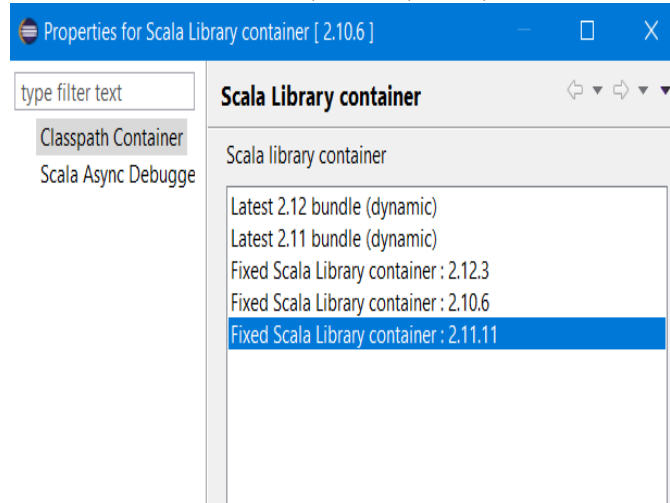 Properties for Scala Library container [ 2.10.6 ]
type filter text
Classpath Container
Scala Async Debugge
Scala Library container
Scala library container
Latest 2.12 bundle (dynamic)
Latest 2.11 bundle (dynamic)
Fixed Scala Library container : 2.12.3
Fixed Scala Library container : 2.10.6
Fixed Scala Library container : 2.11.11